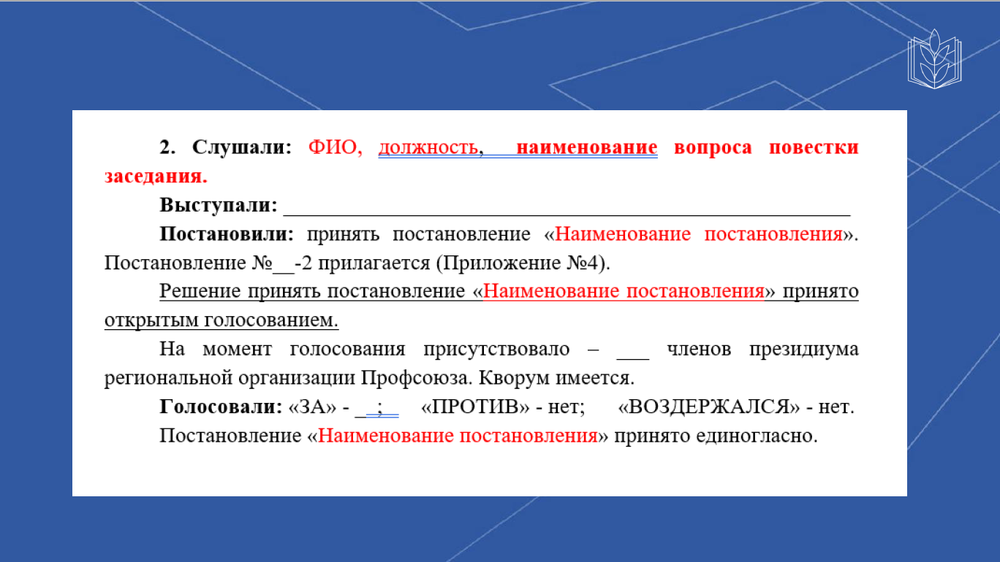 2. Слушали: ФИО, должность, наименование вопроса повестки
заседания.
Выступали: ____________________________________________________
Постановили: принять постановление «Наименование постановления».
Постановление №__-2 прилагается (Приложение №4).
Решение принять постановление «Наименование постановления» принято
открытым голосованием.
На момент голосования присутствовало – ___ членов президиума
региональной организации Профсоюза. Кворум имеется.
Голосовали: «ЗА» - __; «ПРОТИВ» - нет; «ВОЗДЕРЖАЛСЯ» - нет.
Постановление «Наименование постановления» принято единогласно.